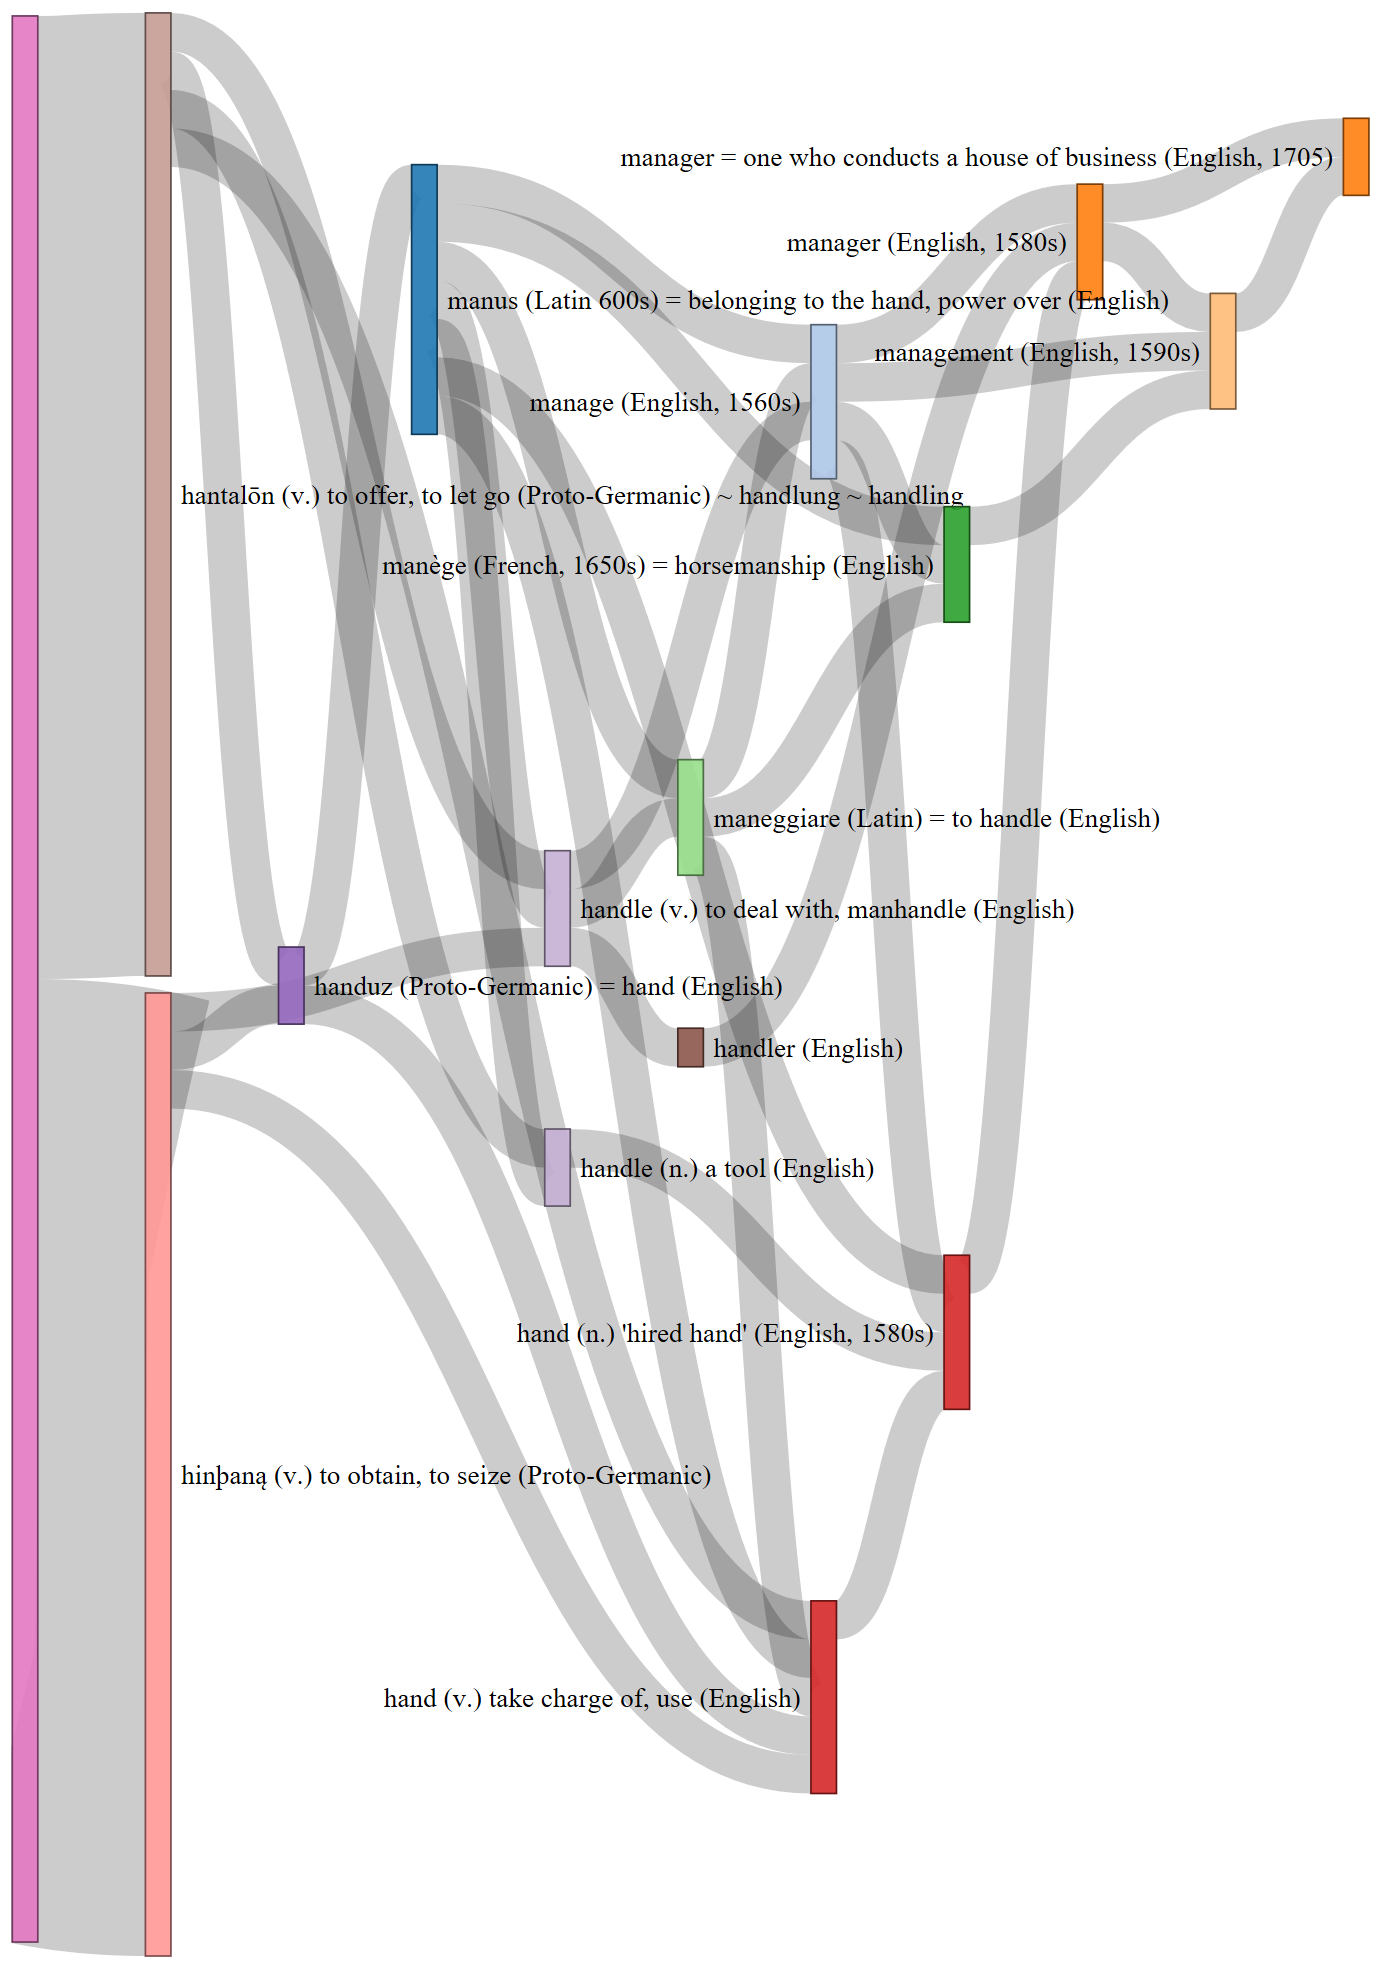 manager = one who conducts a house of business (English, 1705)
manager (English, 1580s)
manus (Latin 600s) = belonging to the hand, power over (English)
management (English, 1590s)
manage (English, 1560s)
hantalōn (v.) to offer, to let go (Proto-Germanic) ~ handlung ~ handling
manège (French, 1650s) = horsemanship (English)
maneggiare (Latin) = to handle (English)
handle (v.) to deal with, manhandle (English)
handuz (Proto-Germanic) = hand (English)
handler (English)
handle (n.) a tool (English)
hand (n.) 'hired hand' (English, 1580s)
hinþaną (v.) to obtain, to seize (Proto-Germanic)
hand (v.) take charge of, use (English)